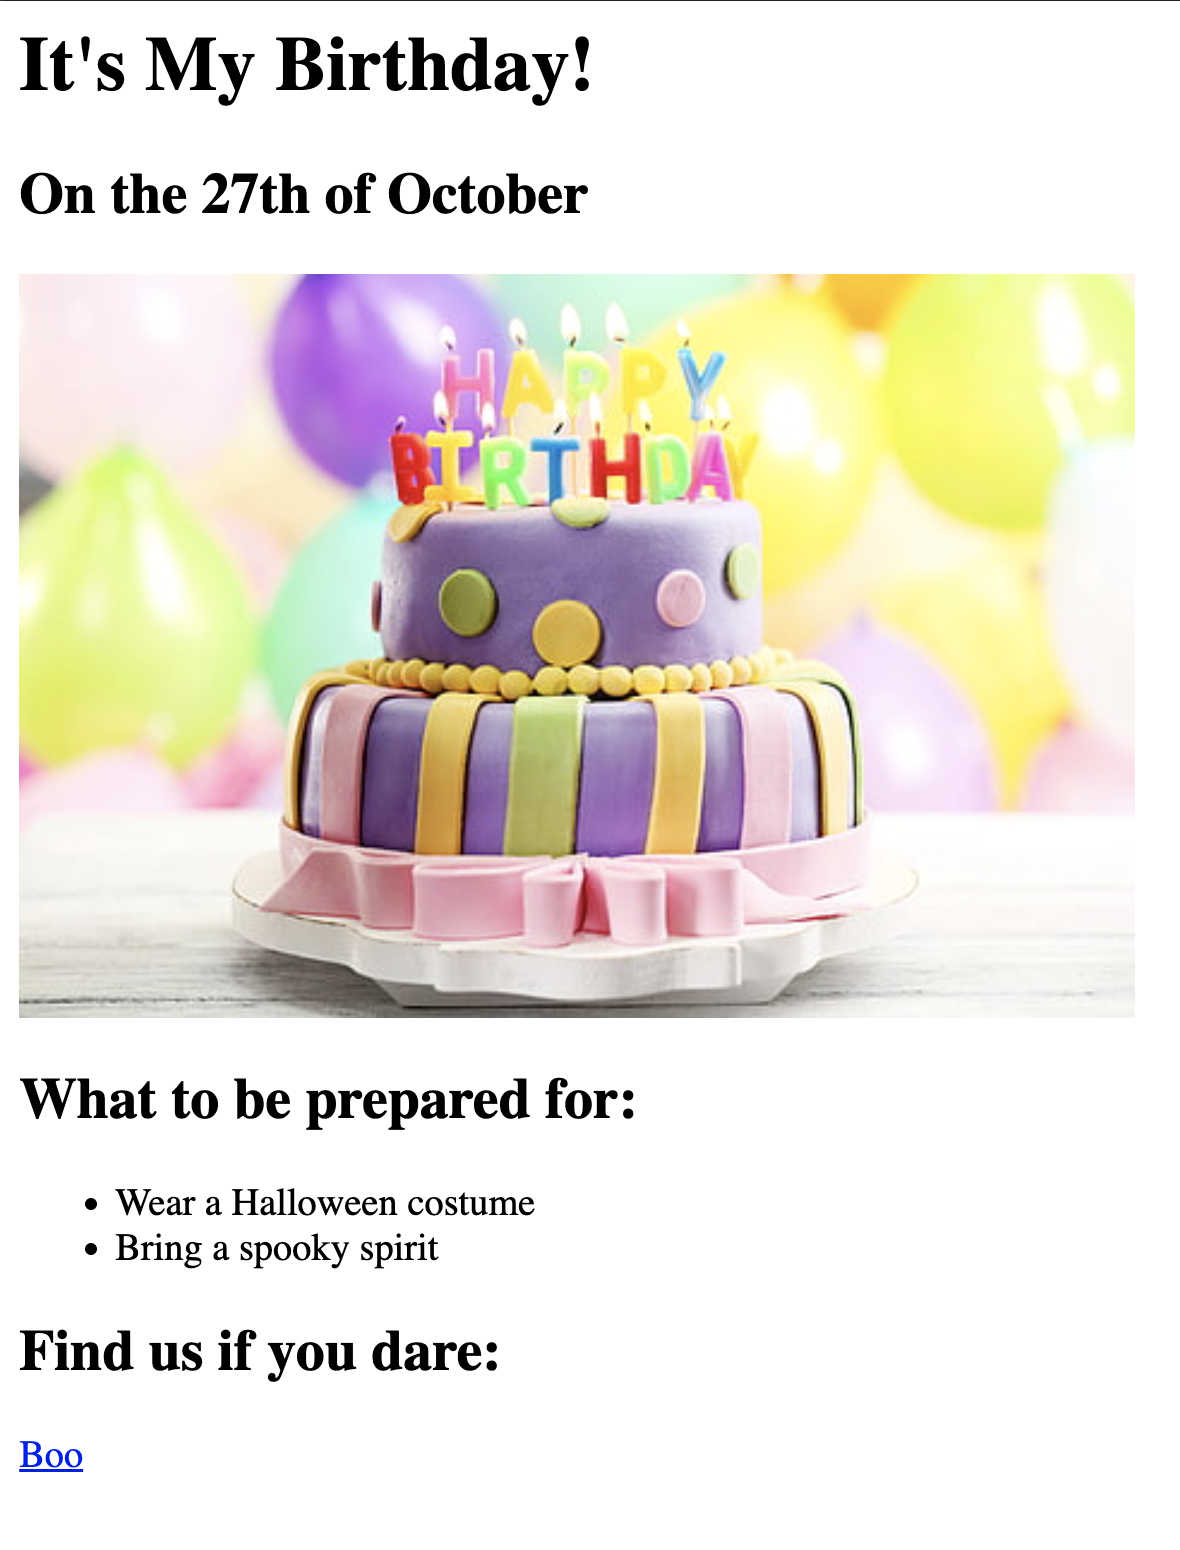 It's My Birthday!
On the 27th of October
HAPPY
BIRTHDAY
What to be prepared for:
• Wear a Halloween costume
• Bring a spooky spirit
Find us if you dare:
Boo